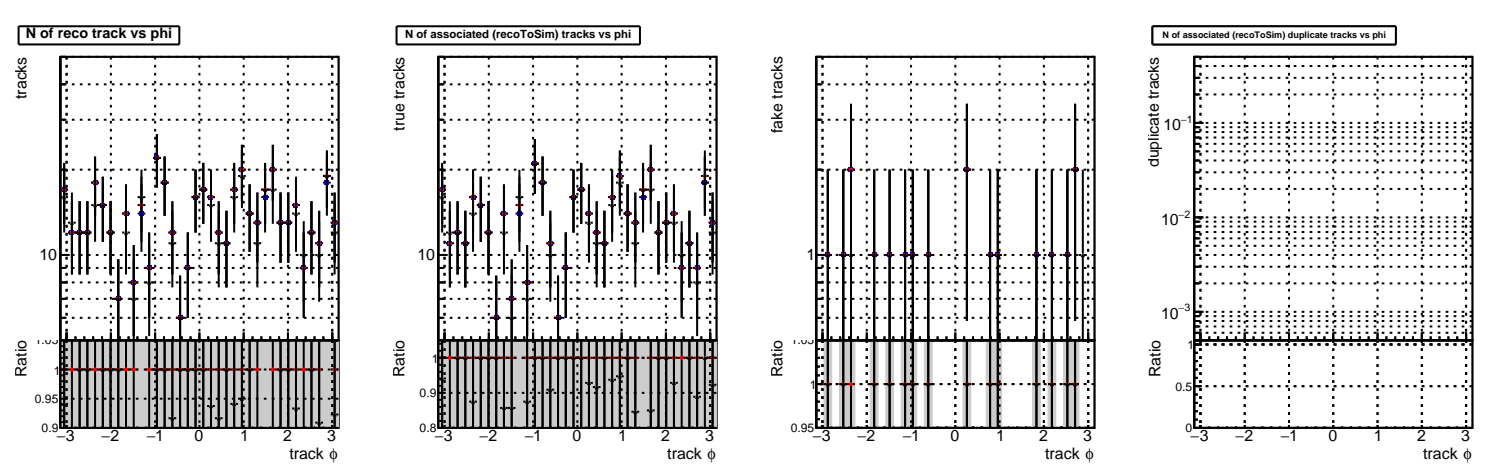 N of reco track vs phi
tracks
10
Ratio
1
0.95
0.9
−3 −2 −1 0 1 2 3
track ϕ
N of associated (recoToSim) tracks vs phi
true tracks
10
Ratio
1
0.9
0.8
−3 −2 −1 0 1 2 3
track ϕ
fake tracks
1
Ratio
1
0.95
−3 −2 −1 0 1 2 3
track ϕ
N of associated (recoToSim) duplicate tracks vs phi
duplicate tracks
10−1
10−2
10−3
Ratio
1
0.5
0
−3 −2 −1 0 1 2 3
track ϕ